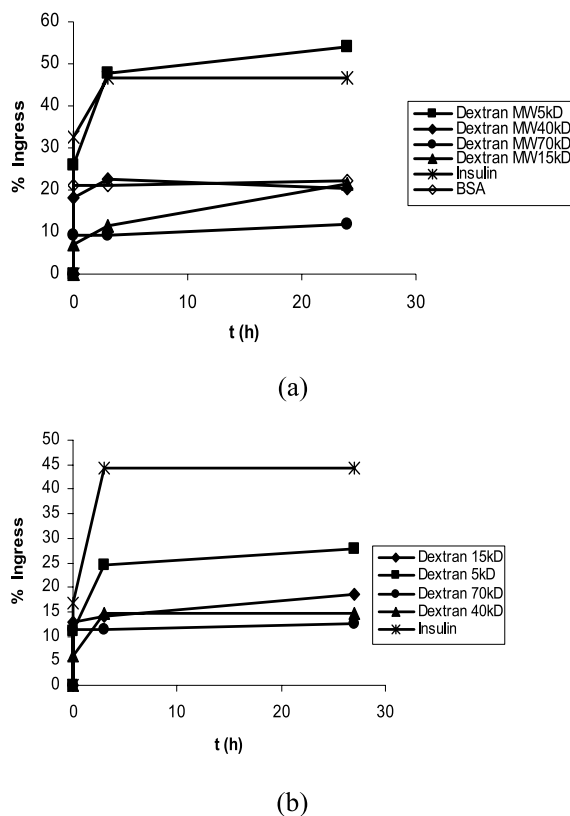 60
50
40
30
20
10
0
% Ingress
0
10
20
30
t (h)
Dextran MW5kD
Dextran MW40kD
Dextran MW70kD
Dextran MW15kD
Insulin
BSA
(a)
50
45
40
35
30
25
20
15
10
5
0
% Ingress
0
10
20
30
t (h)
Dextran 15kD
Dextran 5kD
Dextran 70kD
Dextran 40kD
Insulin
(b)